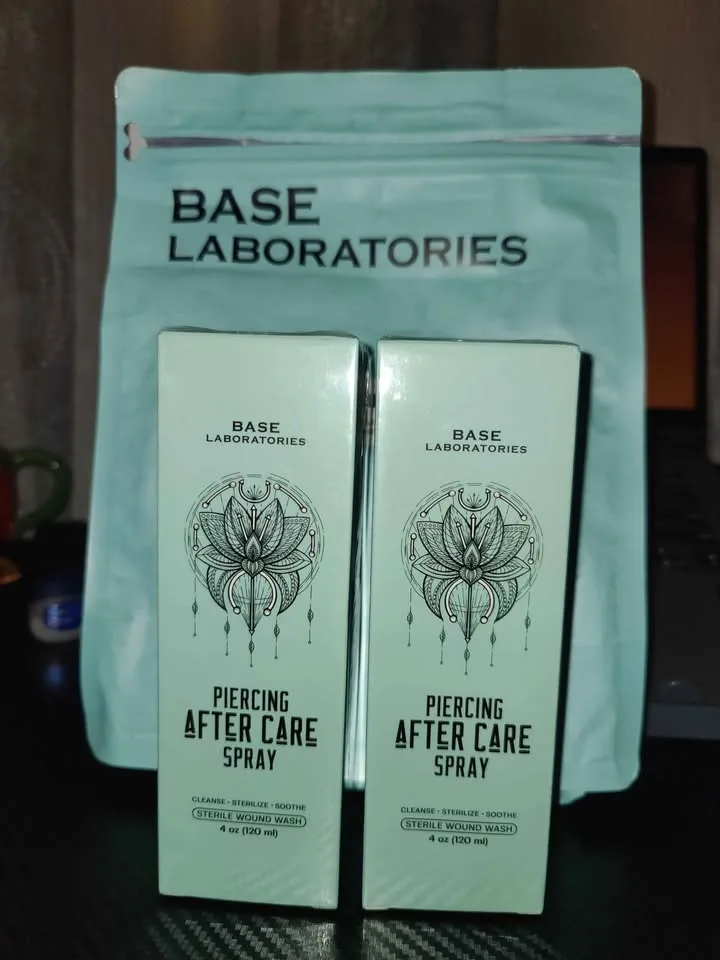 BASE
LABORATORIES
BASE
LABORATORIES
PIERCING
AFTER CARE
SPRAY
CLEANSE • STERILIZE • SOOTHE
STERILE WOUND WASH
4 oz (120 ml)
BASE
LABORATORIES
PIERCING
AFTER CARE
SPRAY
CLEANSE • STERILIZE • SOOTHE
STERILE WOUND WASH
4 oz (120 ml)